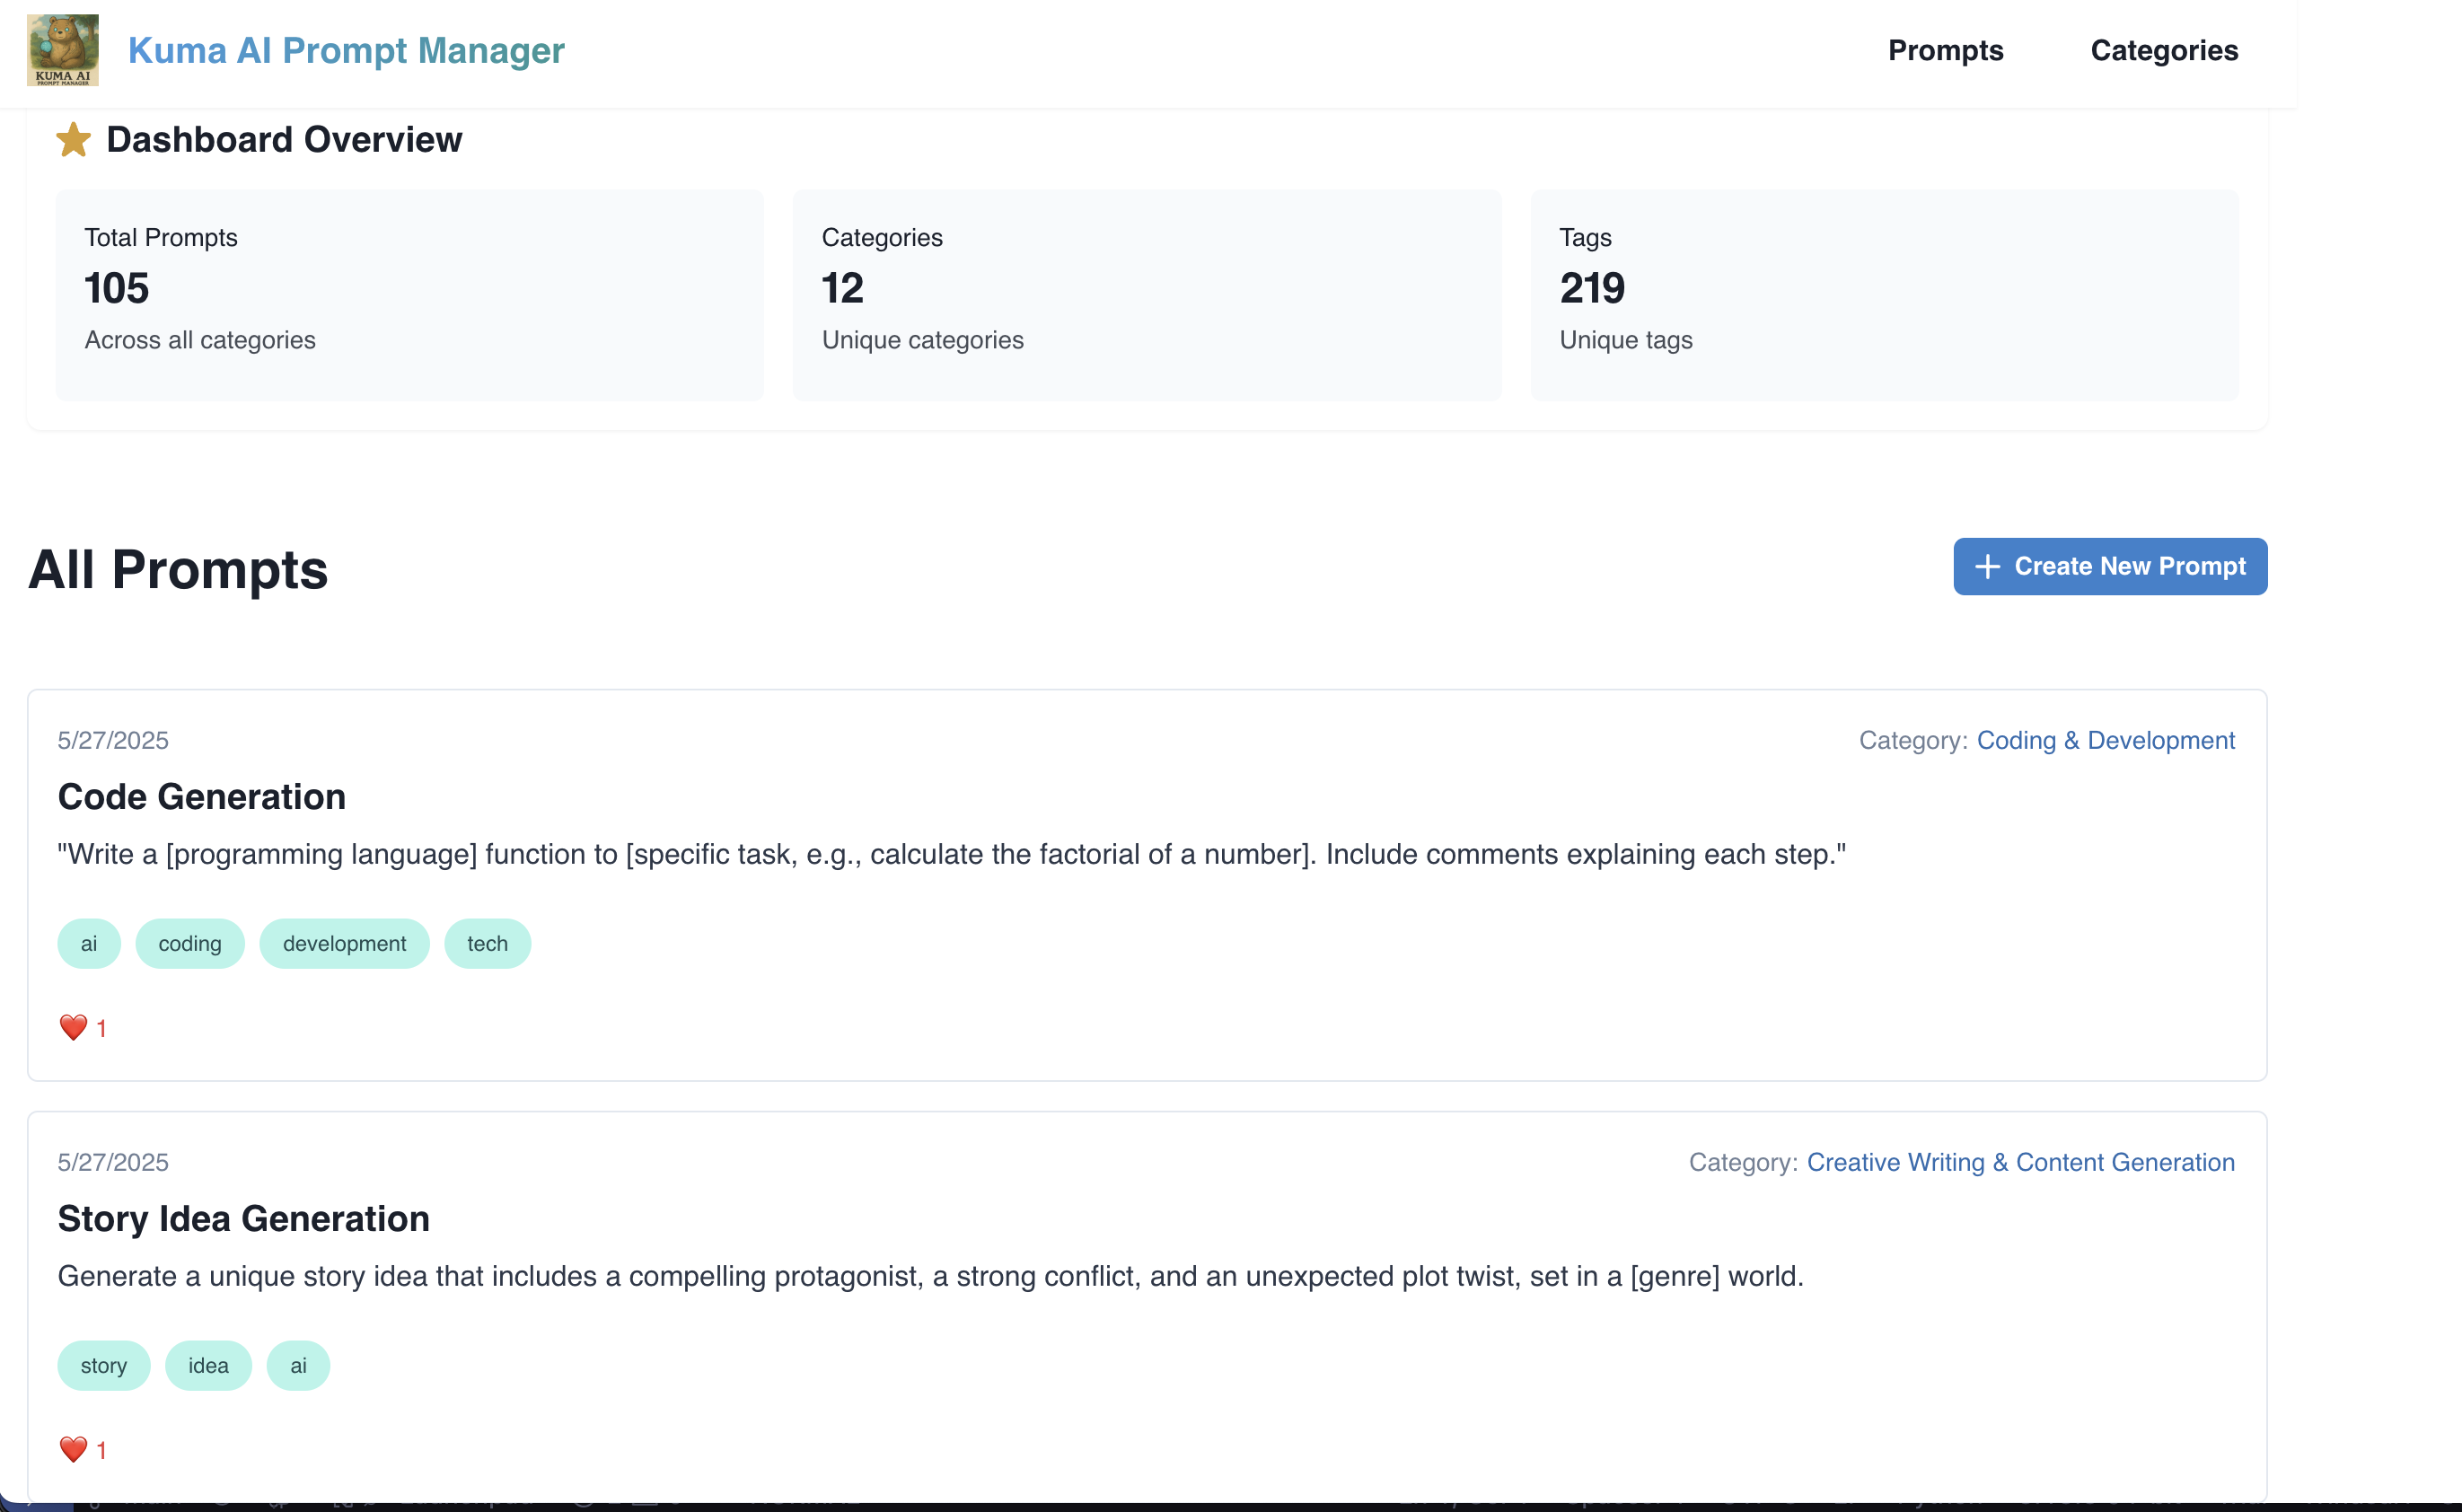 KUMA AI
PROMPT MANAGER
Kuma AI Prompt Manager
Prompts
Categories
Dashboard Overview
Total Prompts
105
Across all categories
Categories
12
Unique categories
Tags
219
Unique tags
All Prompts
+ Create New Prompt
5/27/2025
Category: Coding & Development
Code Generation
"Write a [programming language] function to [specific task, e.g., calculate the factorial of a number]. Include comments explaining each step."
ai coding development tech
❤️ 1
5/27/2025
Category: Creative Writing & Content Generation
Story Idea Generation
Generate a unique story idea that includes a compelling protagonist, a strong conflict, and an unexpected plot twist, set in a [genre] world.
story idea ai
❤️ 1